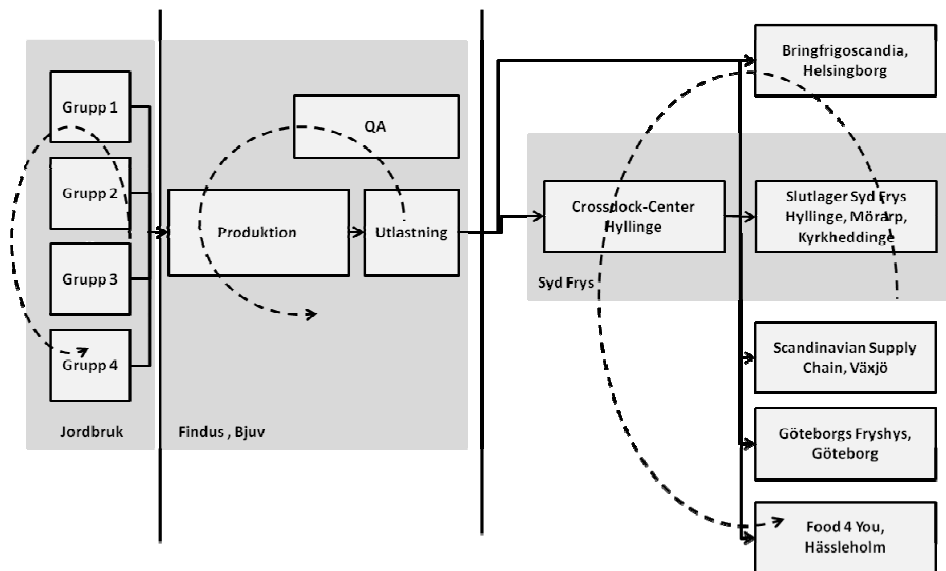 Grupp 1
Grupp 2
Grupp 3
Grupp 4
Jordbruk
QA
Produktion
Utlastning
Findus , Bjuv
Crossdock-Center
Hyllinge
Syd Frys
Bringfrigoscandia,
Helsingborg
Slutlager Syd Frys
Hyllinge, Mörarp,
Kyrkheddinge
Scandinavian Supply
Chain, Växjö
Göteborgs Fryshys,
Göteborg
Food 4 You,
Hässleholm